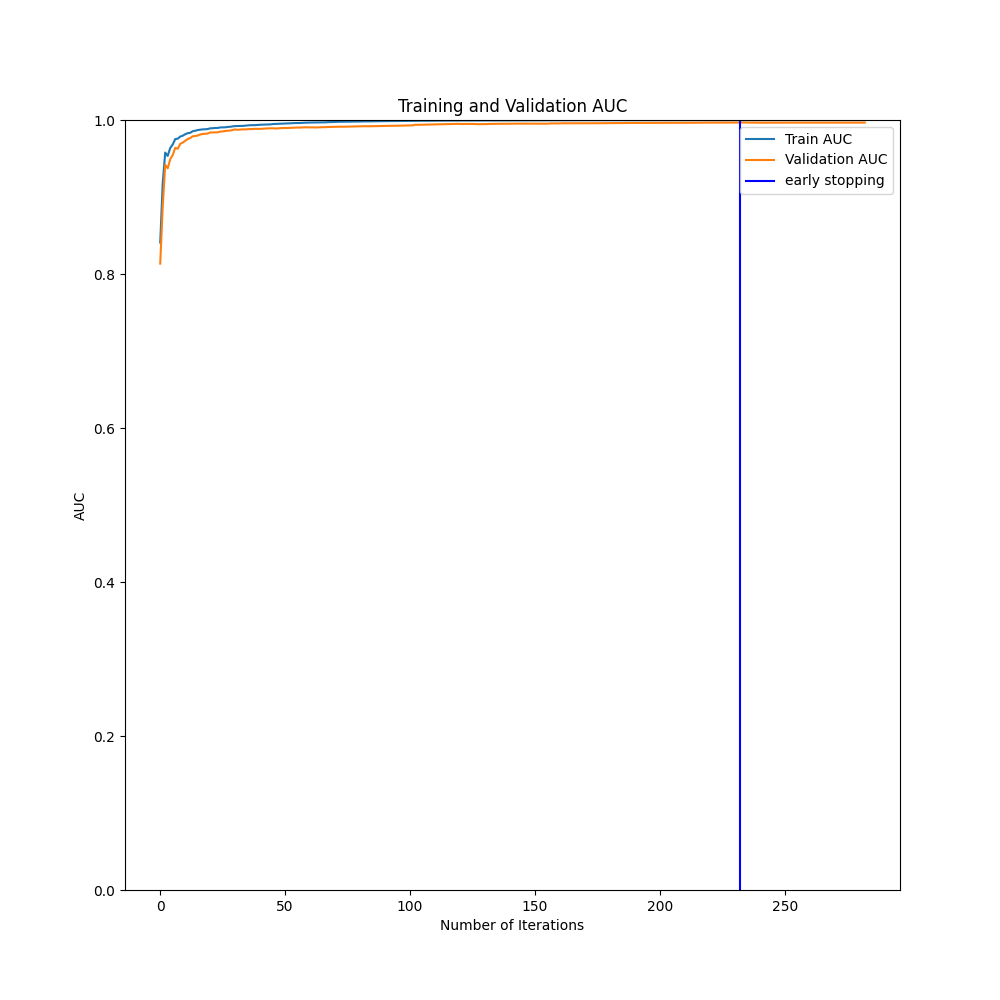 Training and Validation AUC
1.0
0.8
0.6
0.4
0.2
0.0
AUC
Train AUC
Validation AUC
early stopping
0 50 100 150 200 250
Number of Iterations